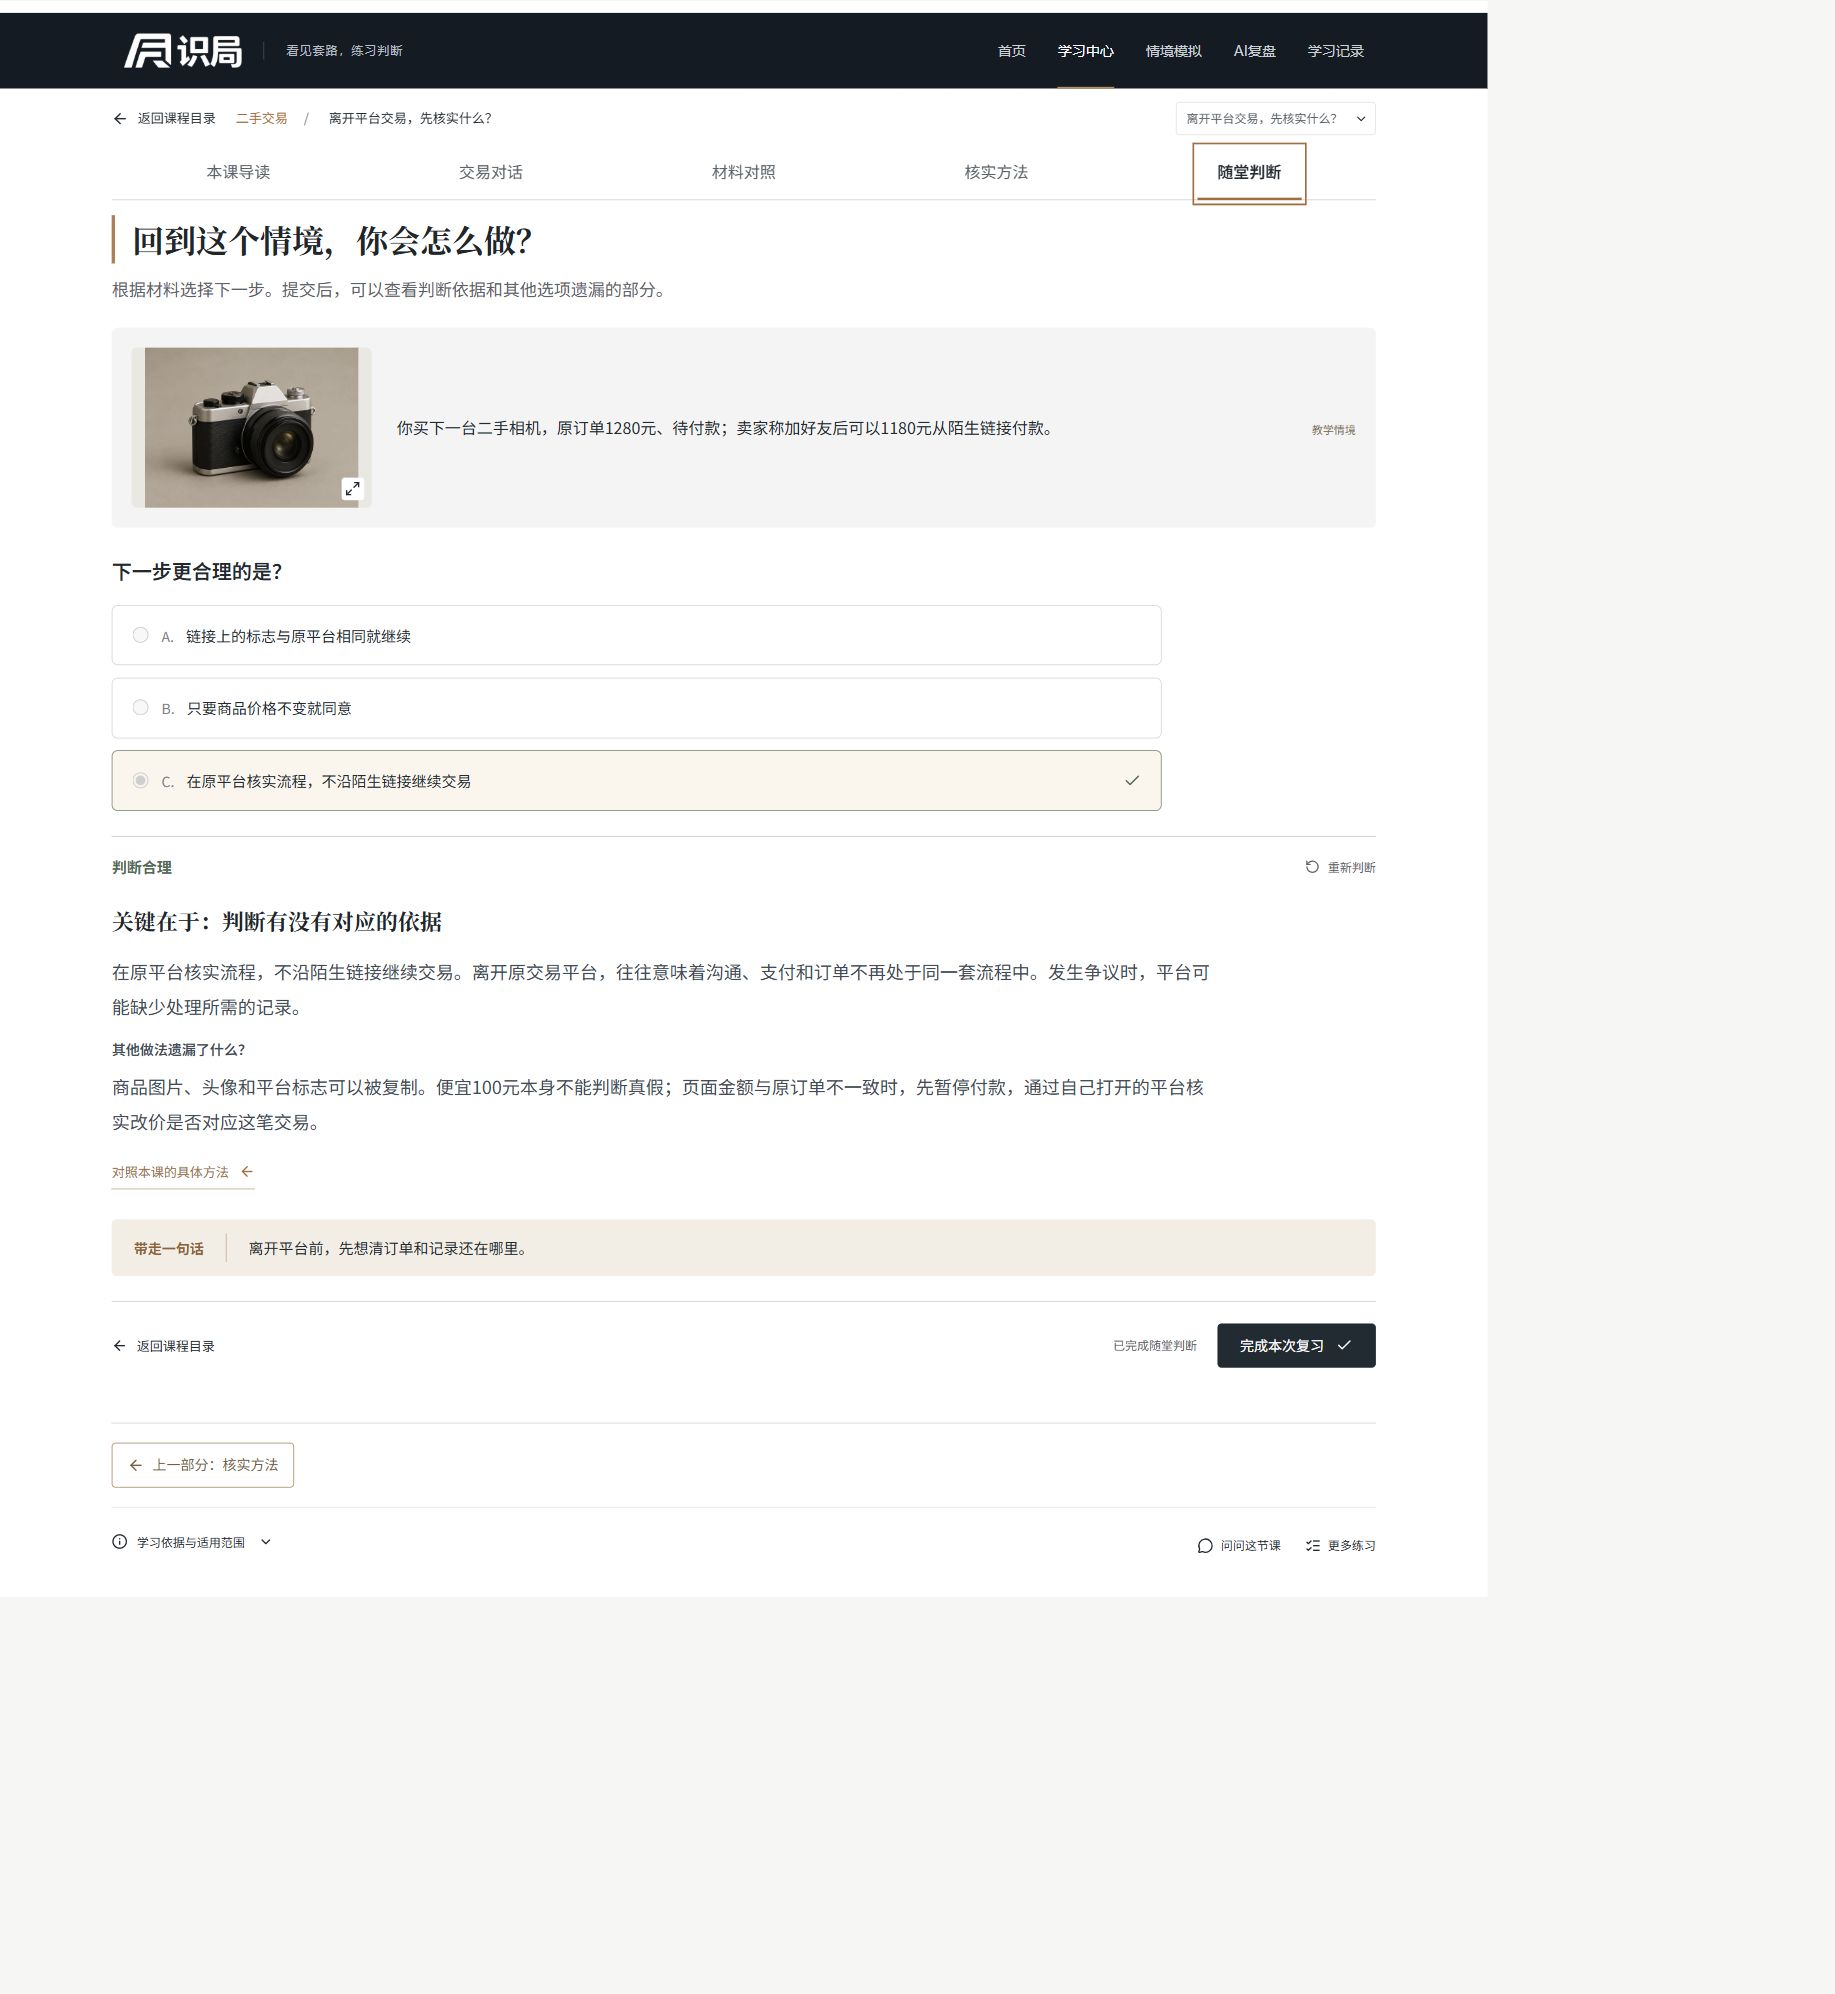 识局
看见套路，练习判断
首页
学习中心
情境模拟
AI复盘
学习记录
返回课程目录
二手交易 / 离开平台交易，先核实什么？
离开平台交易，先核实什么？
本课导读
交易对话
材料对照
核实方法
随堂判断
回到这个情境，你会怎么做？
根据材料选择下一步。提交后，可以查看判断依据和其他选项遗漏的部分。
你买下一台二手相机，原订单1280元、待付款；卖家称加好友后可以1180元从陌生链接付款。
教学情境
下一步更合理的是？
A. 链接上的标志与原平台相同就继续
B. 只要商品价格不变就同意
C. 在原平台核实流程，不沿陌生链接继续交易
判断合理
重新判断
关键在于：判断有没有对应的依据
在原平台核实流程，不沿陌生链接继续交易。离开原交易平台，往往意味着沟通、支付和订单不再处于同一套流程中。发生争议时，平台可
能缺少处理所需的记录。
其他做法遗漏了什么？
商品图片、头像和平台标志可以被复制。便宜100元本身不能判断真假；页面金额与原订单不一致时，先暂停付款，通过自己打开的平台核
实改价是否对应这笔交易。
对照本课的具体方法
带走一句话
离开平台前，先想清订单和记录还在哪里。
返回课程目录
已完成随堂判断
完成本次复习
上一部分：核实方法
学习依据与适用范围
问问这节课
更多练习